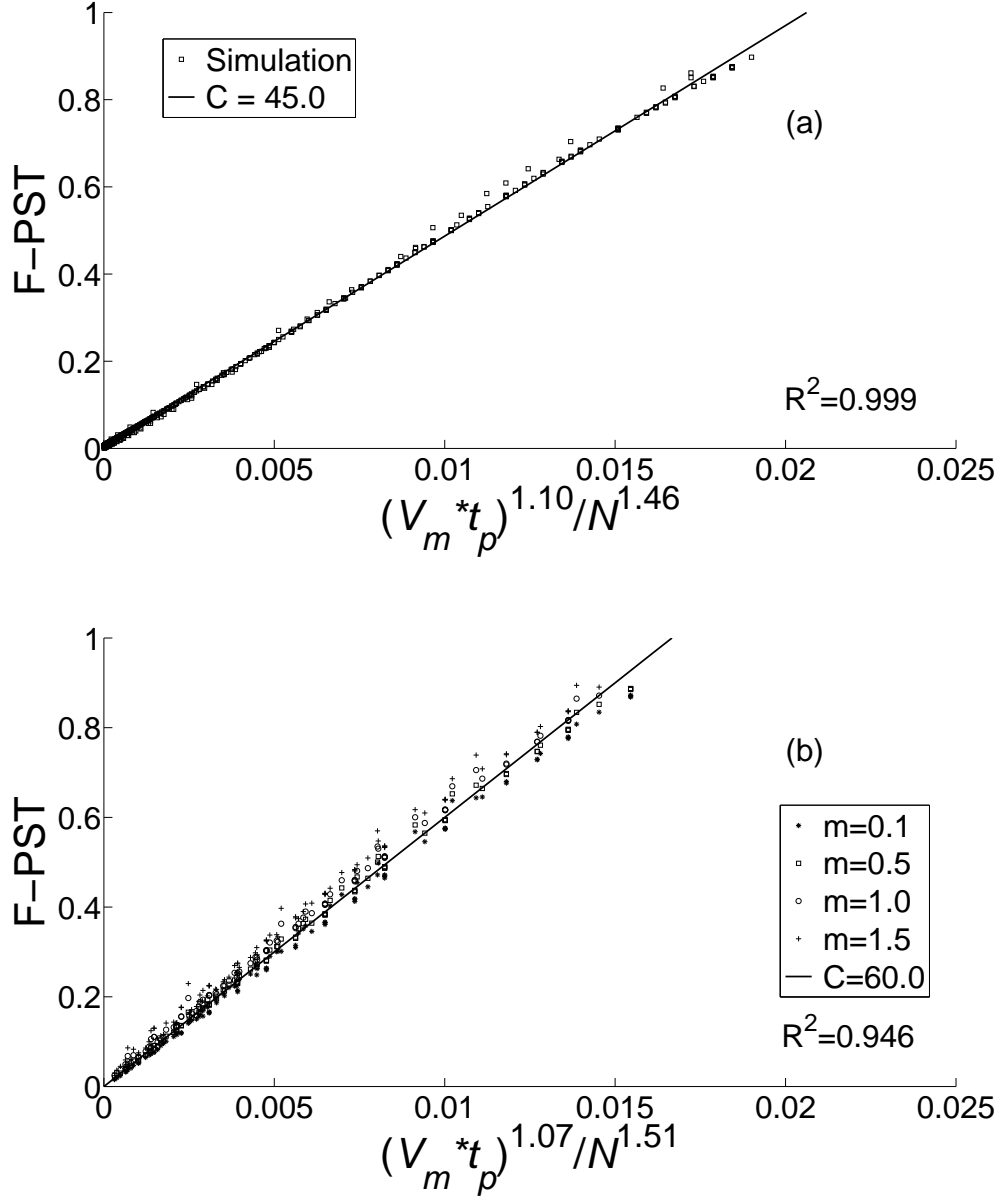 1
0.8
0.6
0.4
0.2
0
F−PST
Simulation
C = 45.0
(a)
R^2=0.999
0 0.005 0.01 0.015 0.02 0.025
(V_m*t_p)^1.10/N^1.46
1
0.8
0.6
0.4
0.2
0
F−PST
(b)
m=0.1
m=0.5
m=1.0
m=1.5
C=60.0
R^2=0.946
0 0.005 0.01 0.015 0.02 0.025
(V_m*t_p)^1.07/N^1.51